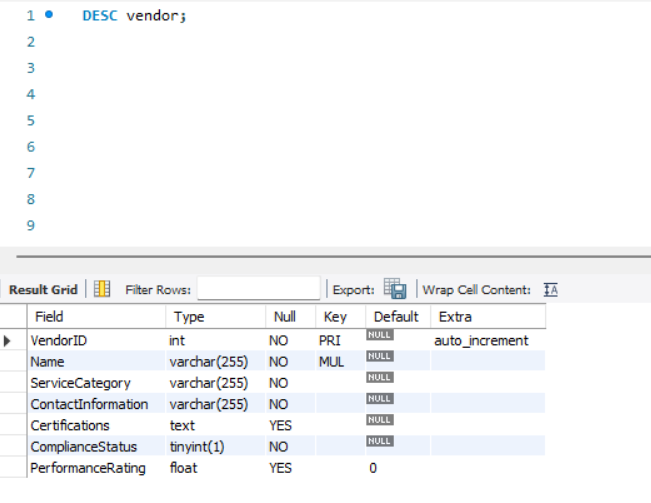 1 DESC vendor;
2
3
4
5
6
7
8
9
Result Grid Filter Rows: Export: Wrap Cell Content: IA
Field Type Null Key Default Extra
VendorID int NO PRI NULL auto_increment
Name varchar(255) NO MUL NULL
ServiceCategory varchar(255) NO NULL
ContactInformation varchar(255) NO NULL
Certifications text YES NULL
ComplianceStatus tinyint(1) NO NULL
PerformanceRating float YES 0